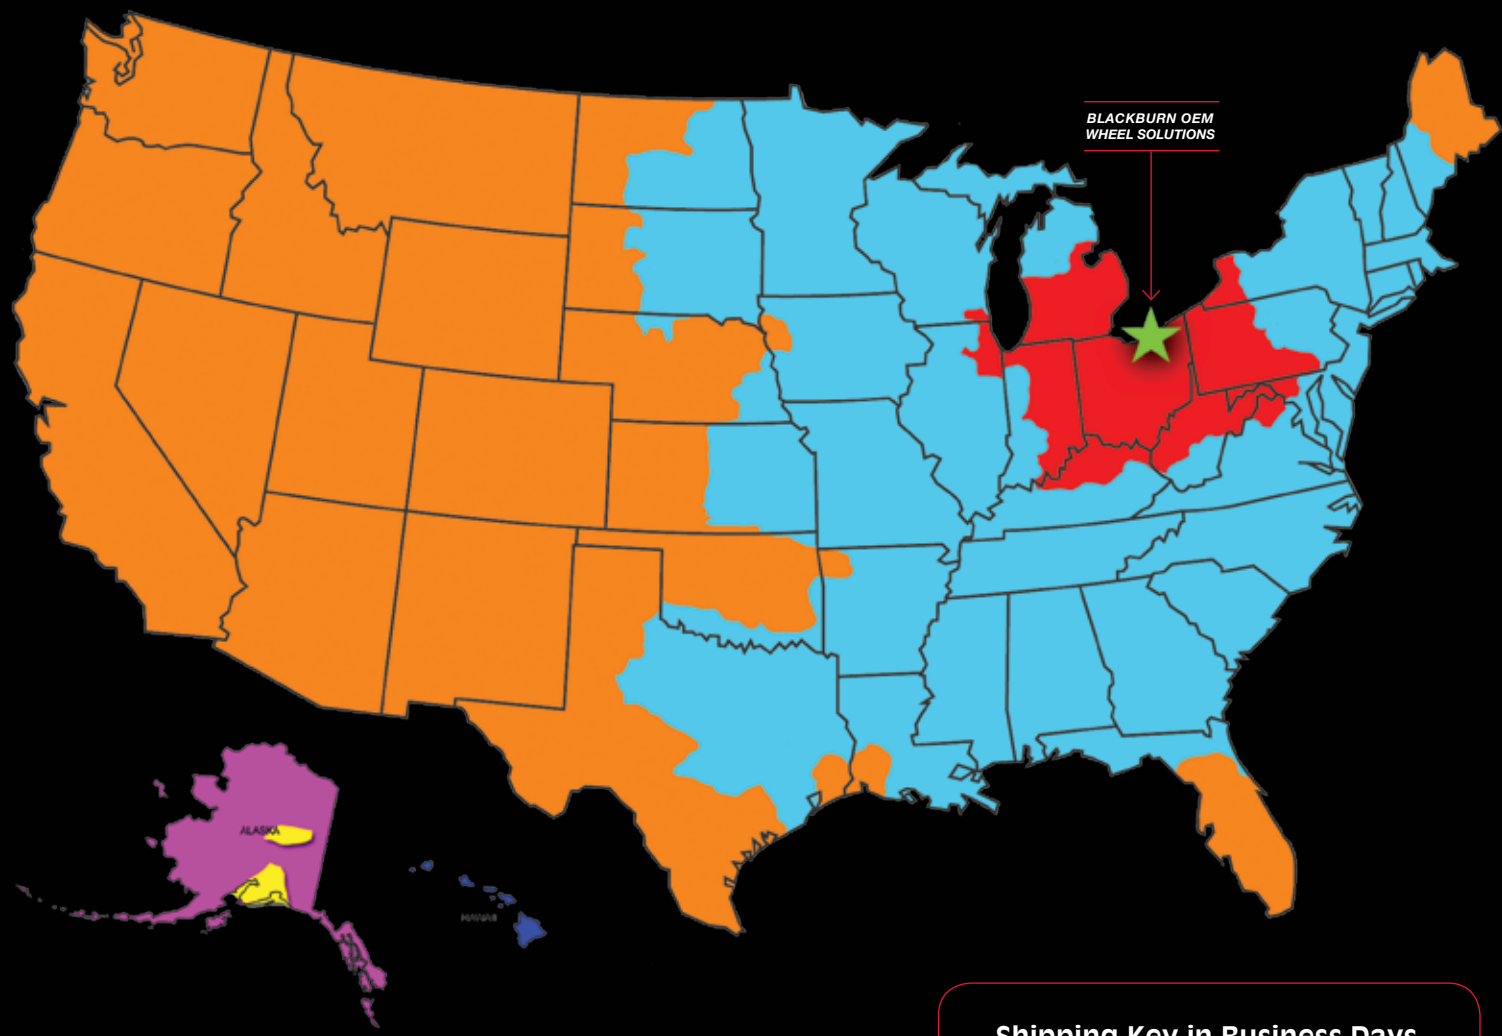 BLACKBURN OEM
WHEEL SOLUTIONS
ALASKA
HAWAII
Shipping Key in Business Days